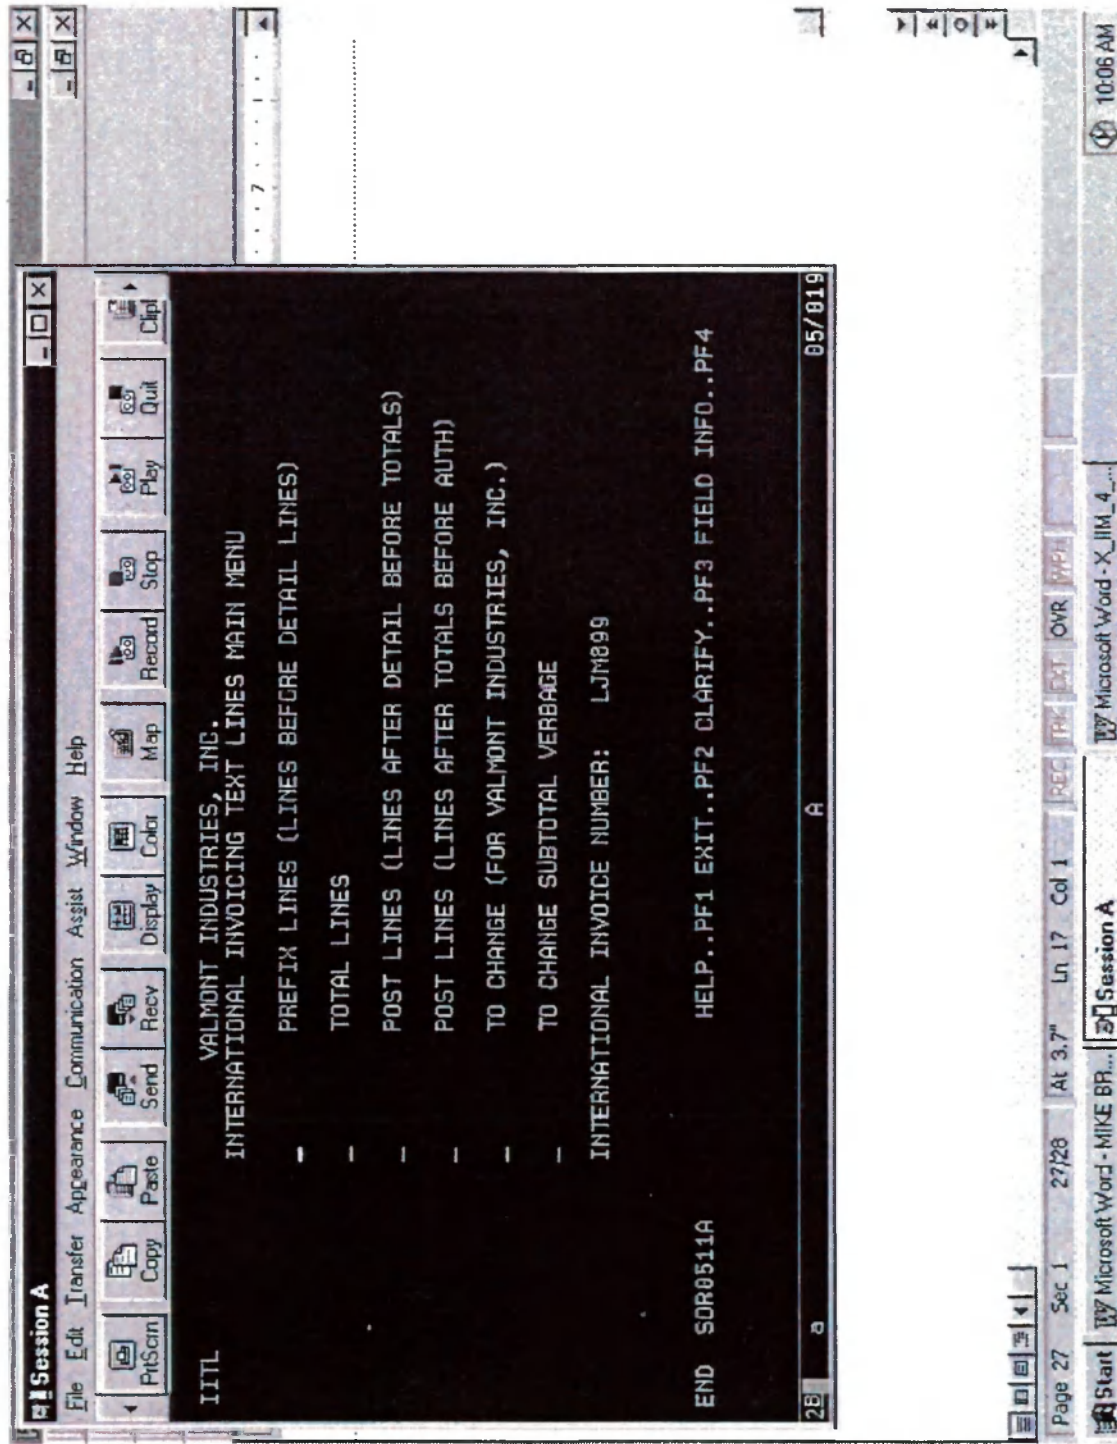 Session A
File Edit Transfer Appearance Communication Assist Window Help
PrtScrn Copy Paste Send Recv Display Color Map Record Stop Play Quit Clipl
7
IITL
VALMONT INDUSTRIES, INC.
INTERNATIONAL INVOICING TEXT LINES MAIN MENU
_ PREFIX LINES (LINES BEFORE DETAIL LINES)
_ TOTAL LINES
_ POST LINES (LINES AFTER DETAIL BEFORE TOTALS)
_ POST LINES (LINES AFTER TOTALS BEFORE AUTH)
_ TO CHANGE (FOR VALMONT INDUSTRIES, INC.)
_ TO CHANGE SUBTOTAL VERBAGE
INTERNATIONAL INVOICE NUMBER: LJM899
END SOR0511A HELP..PF1 EXIT..PF2 CLARIFY..PF3 FIELD INFO..PF4
2B a A 05/019
Page 27 Sec 1 27/28 At 3.7" Ln 17 Col 1 REC TRK EXT OVR WPH
Start Microsoft Word - MIKE BR... Session A Microsoft Word - X_IIM_4_... 10:06 AM